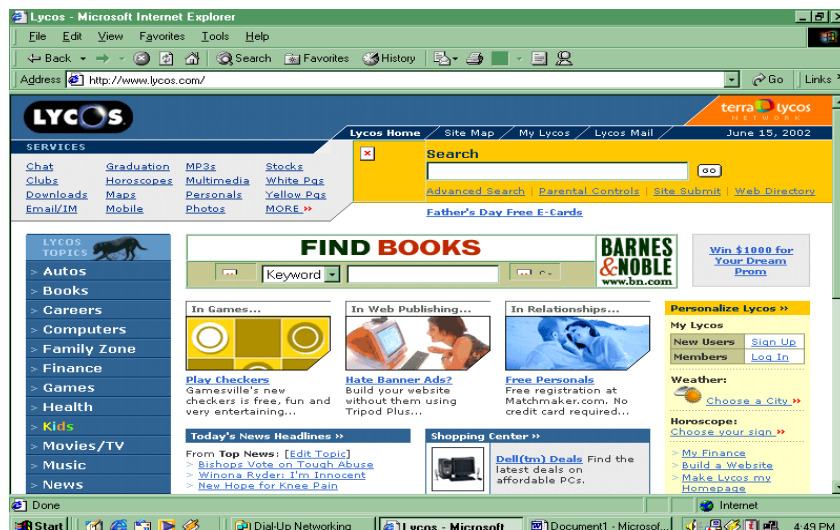 Lycos - Microsoft Internet Explorer
File Edit View Favorites Tools Help
Back Search Favorites History
Address http://www.lycos.com/ Go Links
LYCOS
terra lycos
NETWORK
Lycos Home Site Map My Lycos Lycos Mail June 15, 2002
SERVICES
Chat Graduation MP3s Stocks
Clubs Horoscopes Multimedia White Pgs
Downloads Maps Personals Yellow Pgs
Email/IM Mobile Photos MORE »
Search
GO
Advanced Search | Parental Controls | Site Submit | Web Directory
Father's Day Free E-Cards
LYCOS
TOPICS
> Autos
> Books
> Careers
> Computers
> Family Zone
> Finance
> Games
> Health
> Kids
> Movies/TV
> Music
> News
FIND BOOKS
Keyword
BARNES
&NOBLE
www.bn.com
Win $1000 for
Your Dream
Prom
In Games...
Play Checkers
Gamesville's new
checkers is free, fun and
very entertaining...
In Web Publishing...
Hate Banner Ads?
Build your website
without them using
Tripod Plus...
In Relationships...
Free Personals
Free registration at
Matchmaker.com. No
credit card required...
Personalize Lycos »
My Lycos
New Users Sign Up
Members Log In
Weather:
Choose a City »
Horoscope:
Choose your sign »
> My Finance
> Build a Website
> Make Lycos my
Homepage
Today's News Headlines »
From Top News: [Edit Topic]
> Bishops Vote on Tough Abuse
> Winona Ryder: I'm Innocent
> New Hope for Knee Pain
Shopping Center »
Dell(tm) Deals Find the
latest deals on
affordable PCs.
Done Internet
Start Dial-Up Networking Lycos - Microsoft Document1 - Microsof... 4:49 PM